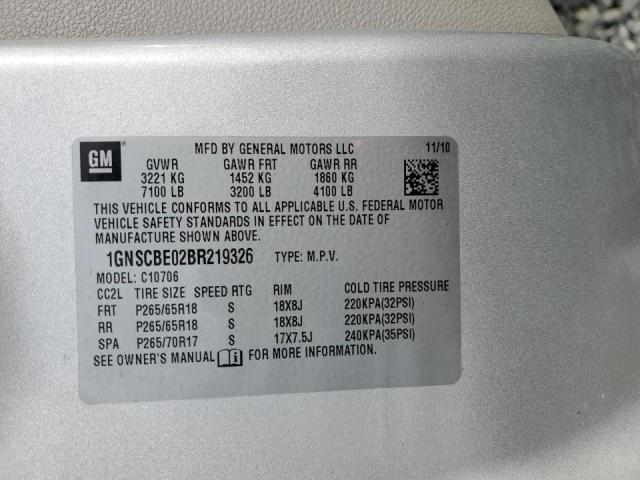 GM
MFD BY GENERAL MOTORS LLC 11/10
GVWR GAWR FRT GAWR RR
3221 KG 1452 KG 1860 KG
7100 LB 3200 LB 4100 LB
THIS VEHICLE CONFORMS TO ALL APPLICABLE U.S. FEDERAL MOTOR
VEHICLE SAFETY STANDARDS IN EFFECT ON THE DATE OF
MANUFACTURE SHOWN ABOVE.
1GNSCBE02BR219326 TYPE: M.P.V.
MODEL: C10706
CC2L TIRE SIZE SPEED RTG RIM COLD TIRE PRESSURE
FRT P265/65R18 S 18X8J 220KPA(32PSI)
RR P265/65R18 S 18X8J 220KPA(32PSI)
SPA P265/70R17 S 17X7.5J 240KPA(35PSI)
SEE OWNER'S MANUAL FOR MORE INFORMATION.